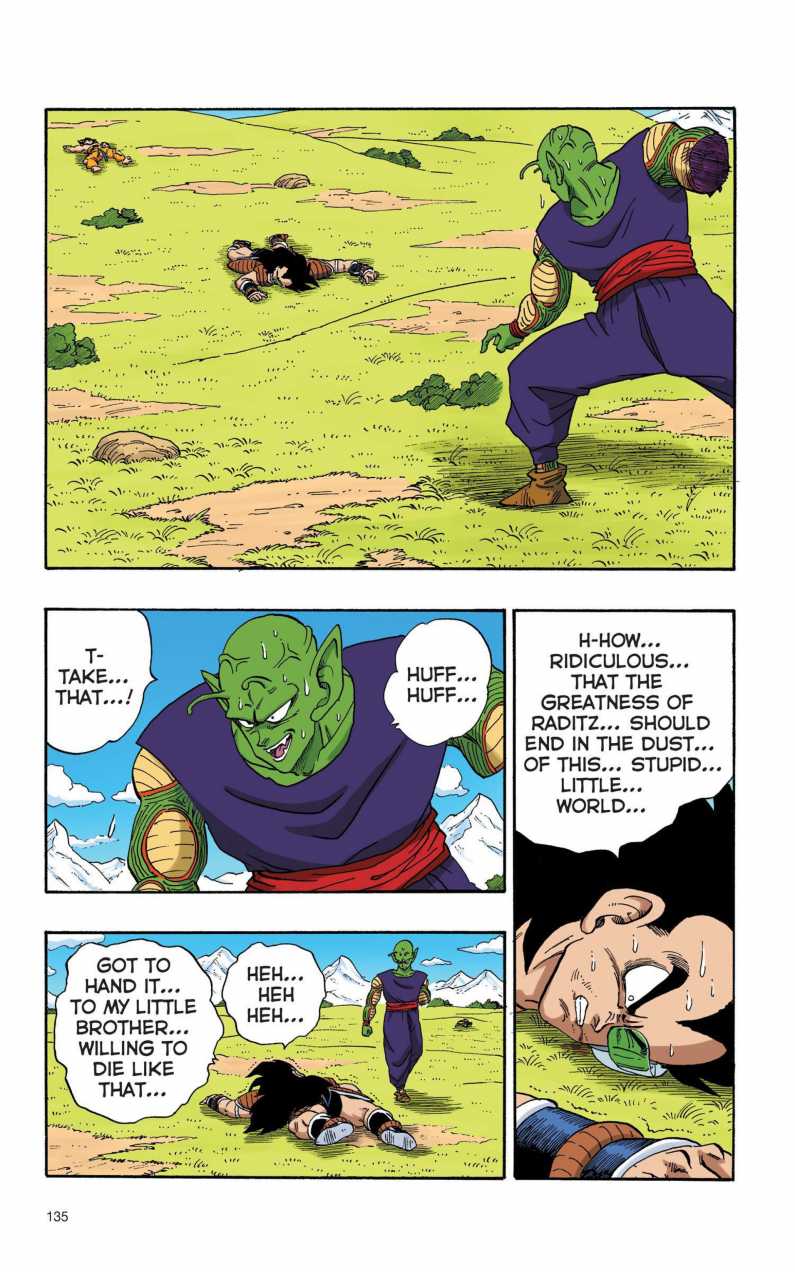 H-HOW...
RIDICULOUS...
THAT THE
GREATNESS OF
RADITZ... SHOULD
END IN THE DUST...
OF THIS... STUPID...
LITTLE...
WORLD...
HUFF...
HUFF...
T-
TAKE...
THAT...!
HEH...
HEH
HEH...
GOT TO
HAND IT...
TO MY LITTLE
BROTHER...
WILLING TO
DIE LIKE
THAT...
135